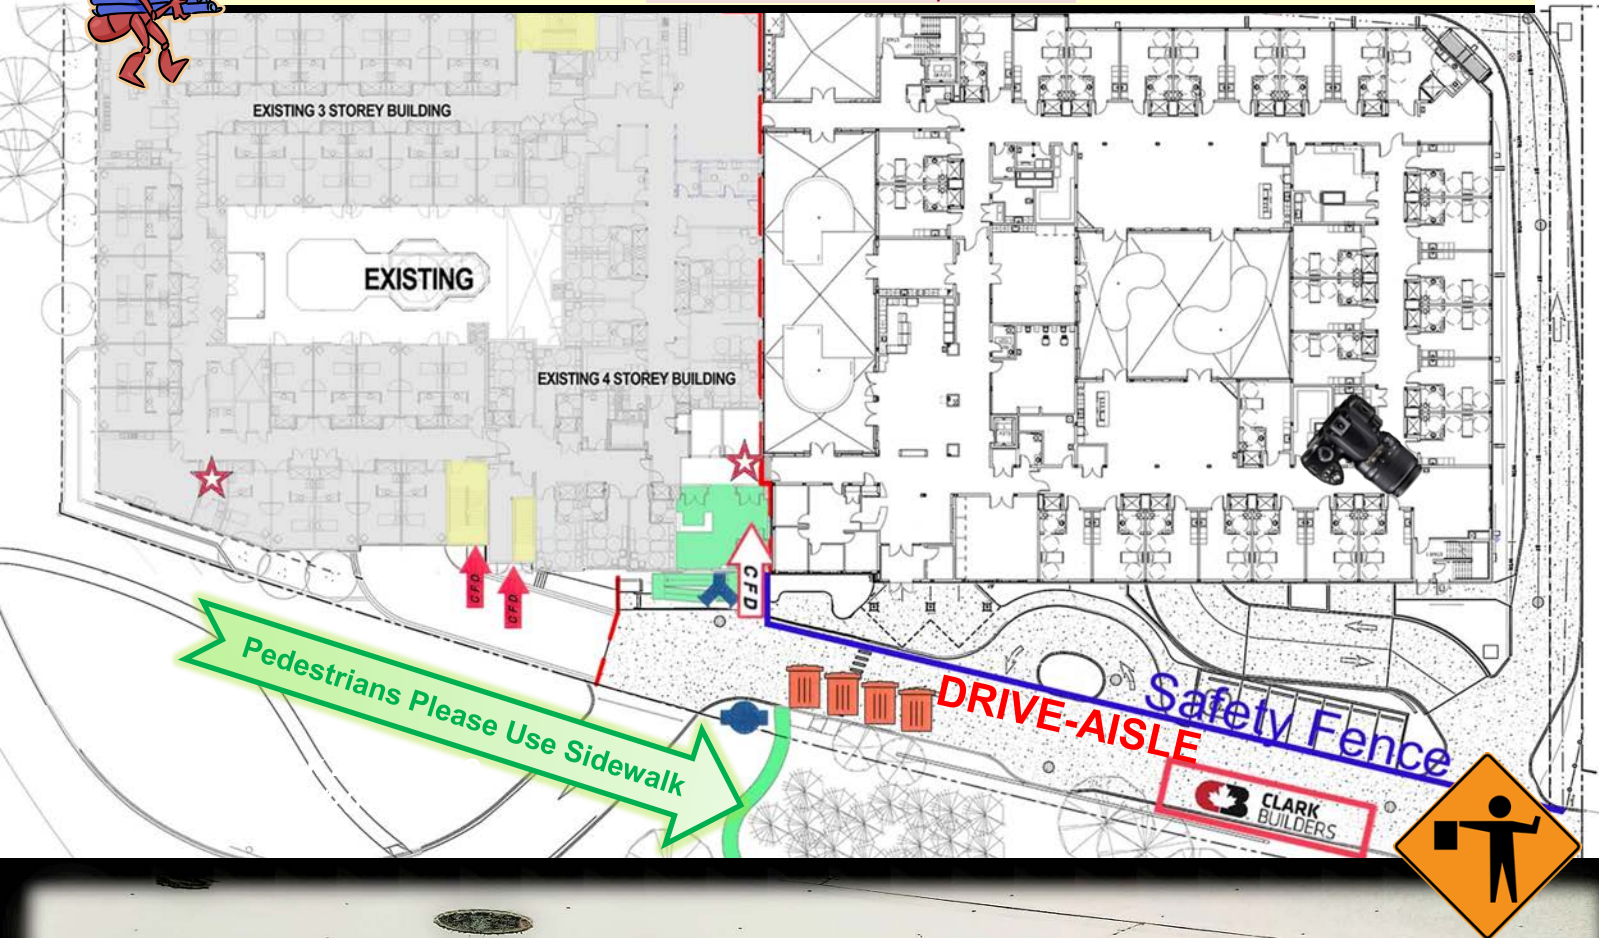 EXISTING 3 STOREY BUILDING
EXISTING
EXISTING 4 STOREY BUILDING
CFD
CFD
CFD
Pedestrians Please Use Sidewalk
DRIVE-AISLE
Safety Fence
CLARK
BUILDERS